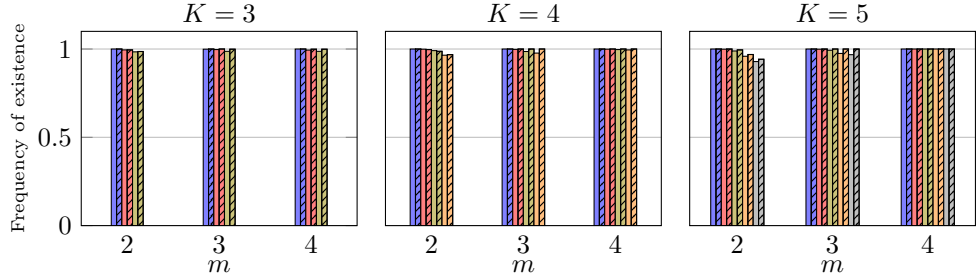 K = 3
K = 4
K = 5
Frequency of existence
1
0.5
0
2 3 4
2 3 4
2 3 4
m
m
m